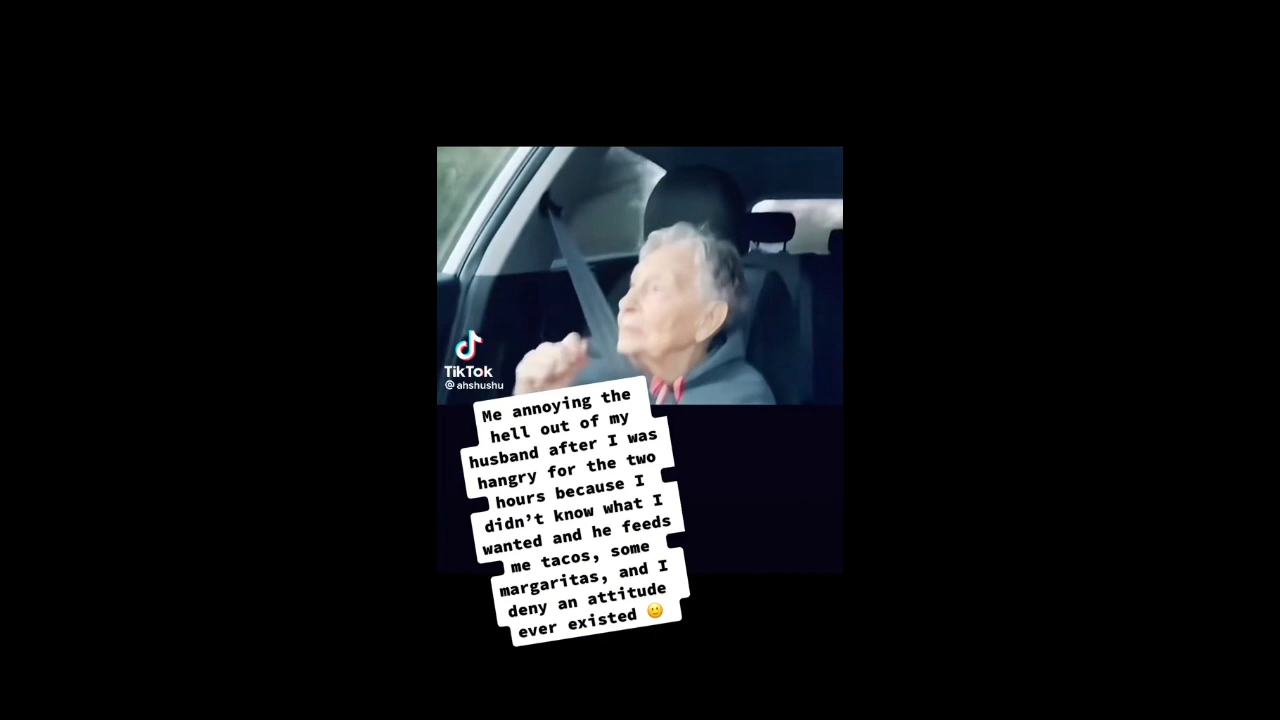 TikTok
@ahshushu
Me annoying the
hell out of my
husband after I was
hangry for the two
hours because I
didn’t know what I
wanted and he feeds
me tacos, some
margaritas, and I
deny an attitude
ever existed 🙂